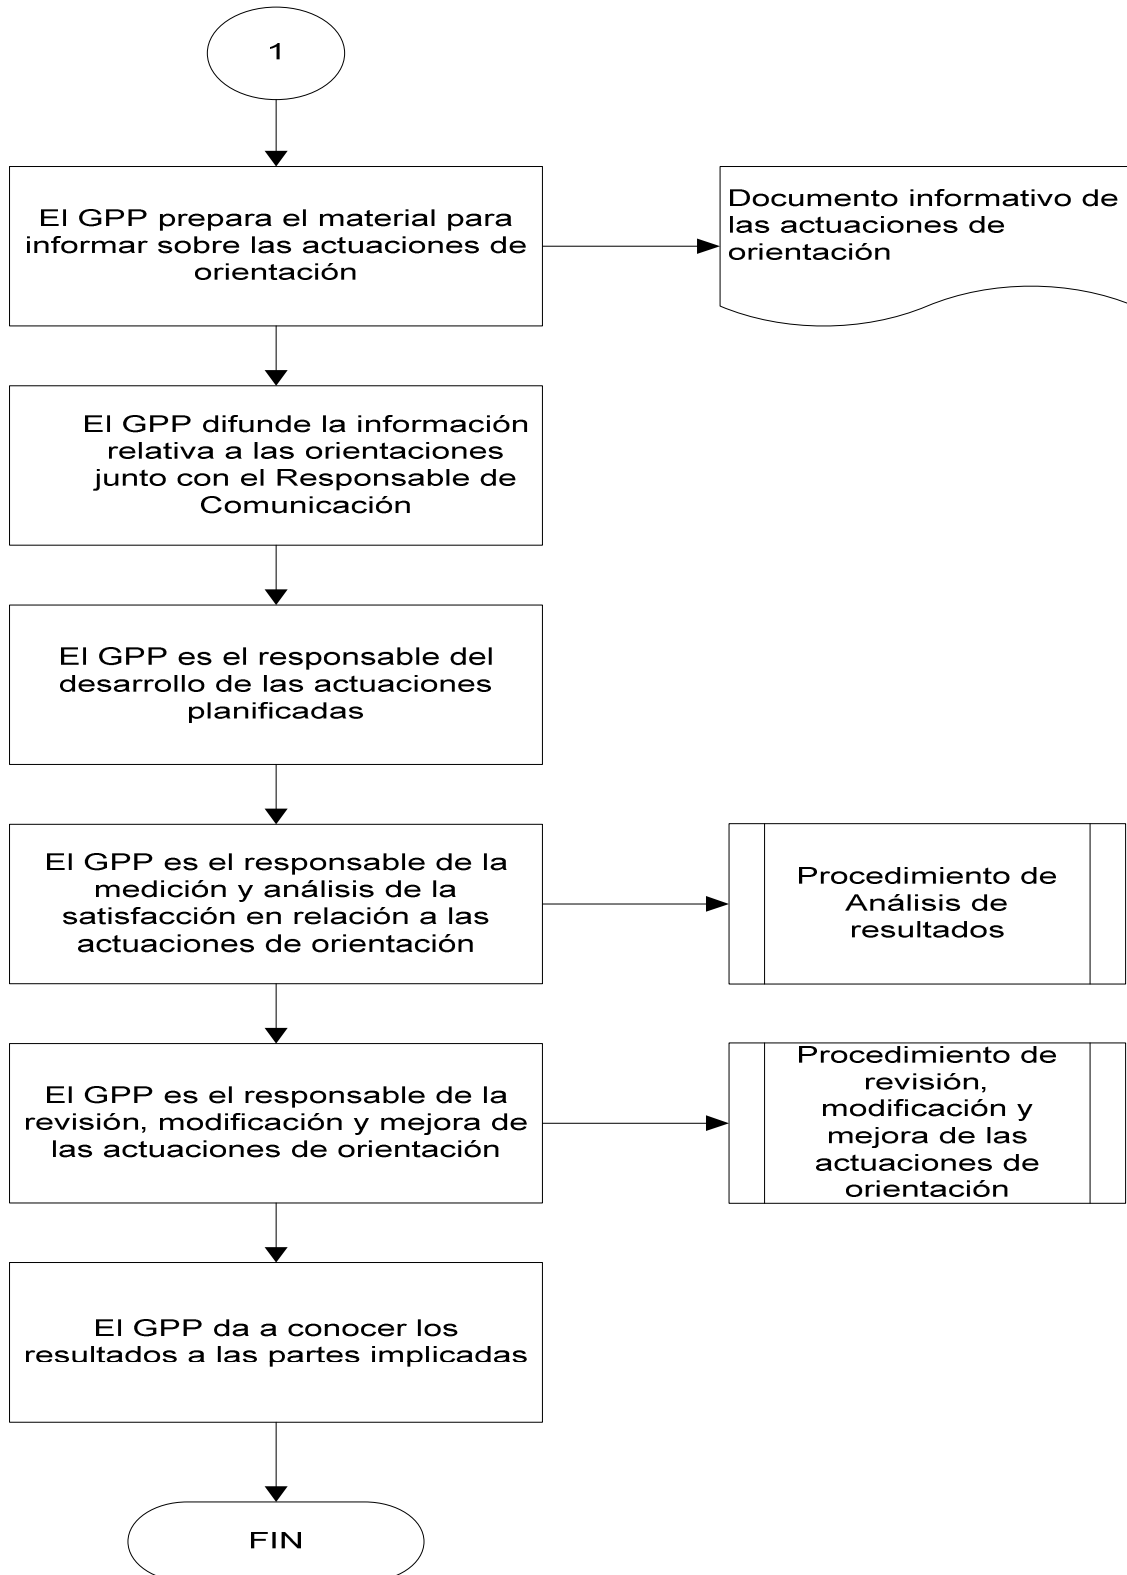 1
El GPP prepara el material para
informar sobre las actuaciones de
orientación
Documento informativo de
las actuaciones de
orientación
El GPP difunde la información
relativa a las orientaciones
junto con el Responsable de
Comunicación
El GPP es el responsable del
desarrollo de las actuaciones
planificadas
El GPP es el responsable de la
medición y análisis de la
satisfacción en relación a las
actuaciones de orientación
Procedimiento de
Análisis de
resultados
El GPP es el responsable de la
revisión, modificación y mejora de
las actuaciones de orientación
Procedimiento de
revisión,
modificación y
mejora de las
actuaciones de
orientación
El GPP da a conocer los
resultados a las partes implicadas
FIN